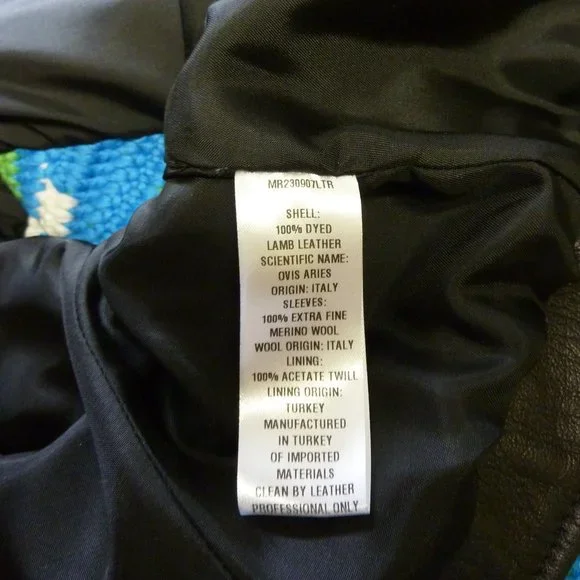 MR230907LTR
SHELL:
100% DYED
LAMB LEATHER
SCIENTIFIC NAME:
OVIS ARIES
ORIGIN: ITALY
SLEEVES:
100% EXTRA FINE
MERINO WOOL
WOOL ORIGIN: ITALY
LINING:
100% ACETATE TWILL
LINING ORIGIN:
TURKEY
MANUFACTURED
IN TURKEY
OF IMPORTED
MATERIALS
CLEAN BY LEATHER
PROFESSIONAL ONLY